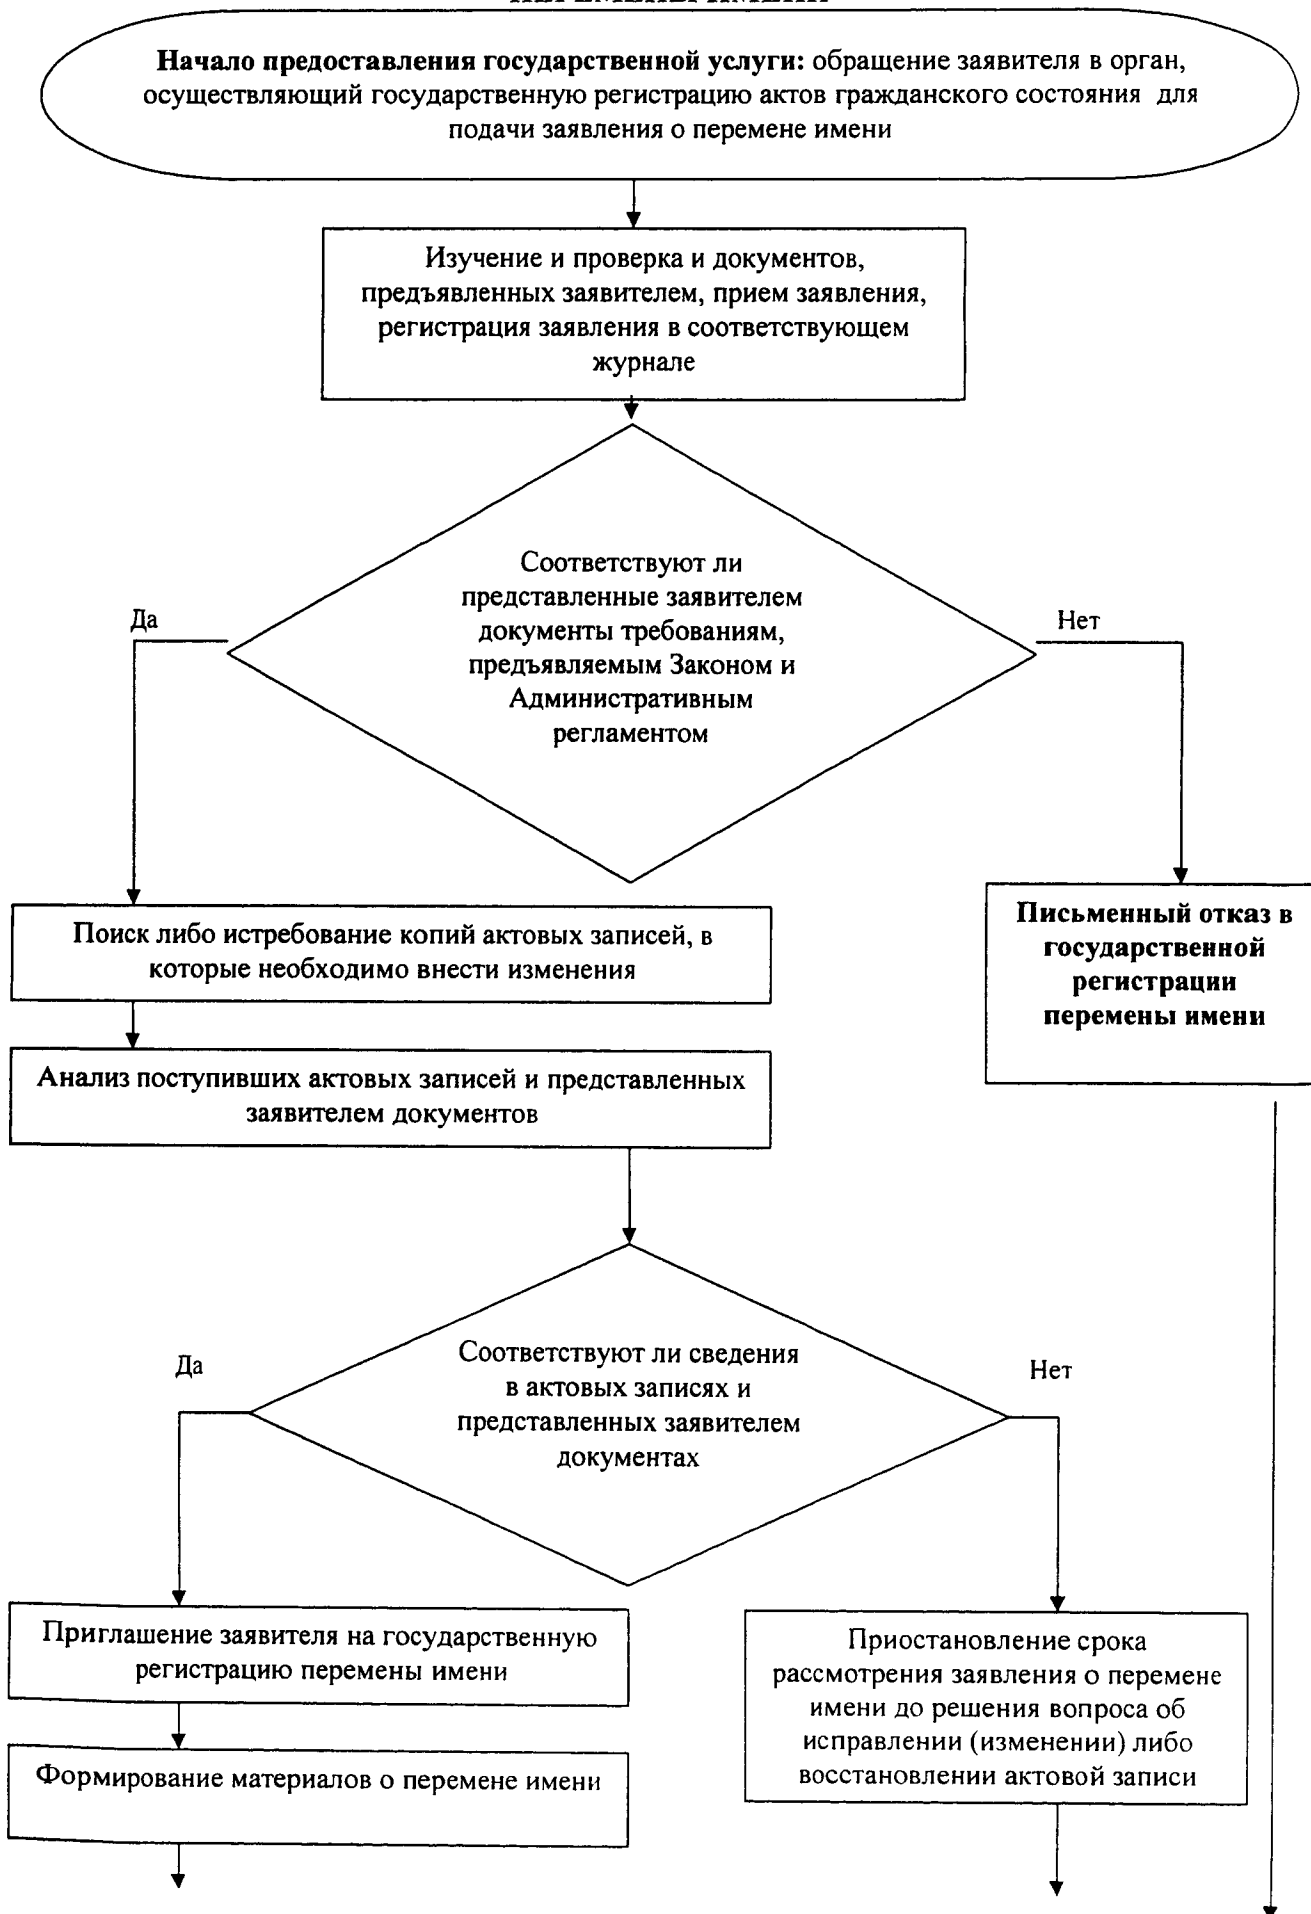 Начало предоставления государственной услуги: обращение заявителя в орган,
осуществляющий государственную регистрацию актов гражданского состояния для
подачи заявления о перемене имени
Изучение и проверка и документов,
предъявленных заявителем, прием заявления,
регистрация заявления в соответствующем
журнале
Соответствуют ли
представленные заявителем
документы требованиям,
предъявляемым Законом и
Административным
регламентом
Да
Нет
Поиск либо истребование копий актовых записей, в
которые необходимо внести изменения
Письменный отказ в
государственной
регистрации
перемены имени
Анализ поступивших актовых записей и представленных
заявителем документов
Соответствуют ли сведения
в актовых записях и
представленных заявителем
документах
Да
Нет
Приглашение заявителя на государственную
регистрацию перемены имени
Приостановление срока
рассмотрения заявления о перемене
имени до решения вопроса об
исправлении (изменении) либо
восстановлении актовой записи
Формирование материалов о перемене имени